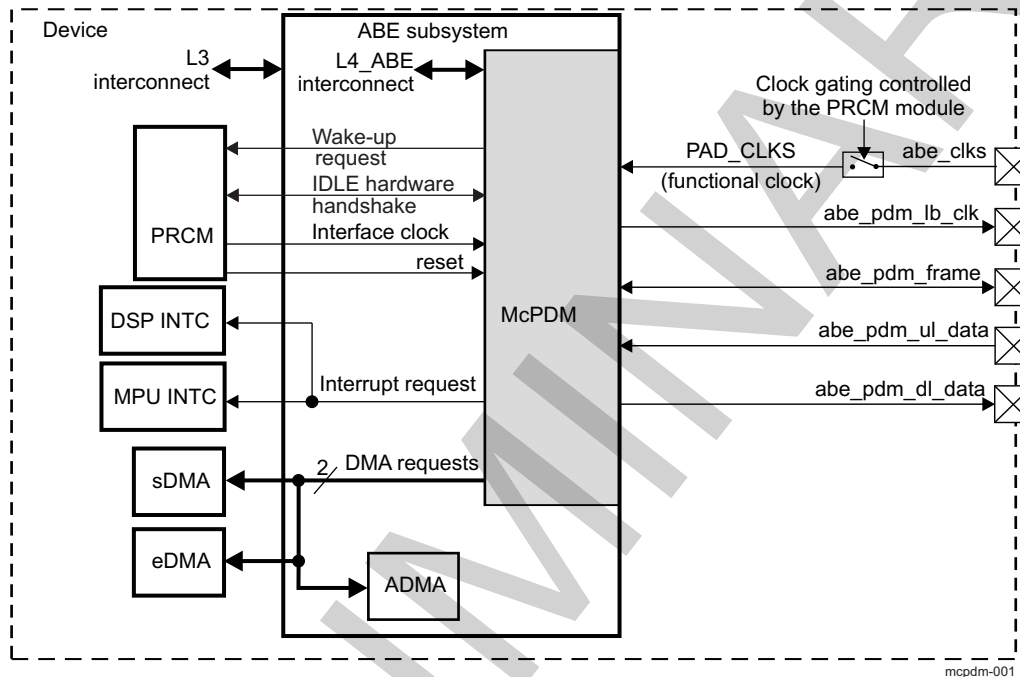 Device
ABE subsystem
L3
interconnect
L4_ABE
interconnect
Clock gating controlled
by the PRCM module
Wake-up
request
PAD_CLKS
abe_clks
(functional clock)
IDLE hardware
handshake
PRCM
Interface clock
abe_pdm_lb_clk
reset
abe_pdm_frame
DSP INTC
McPDM
abe_pdm_ul_data
MPU INTC
Interrupt request
abe_pdm_dl_data
sDMA
2
DMA requests
eDMA
ADMA
mcpdm-001